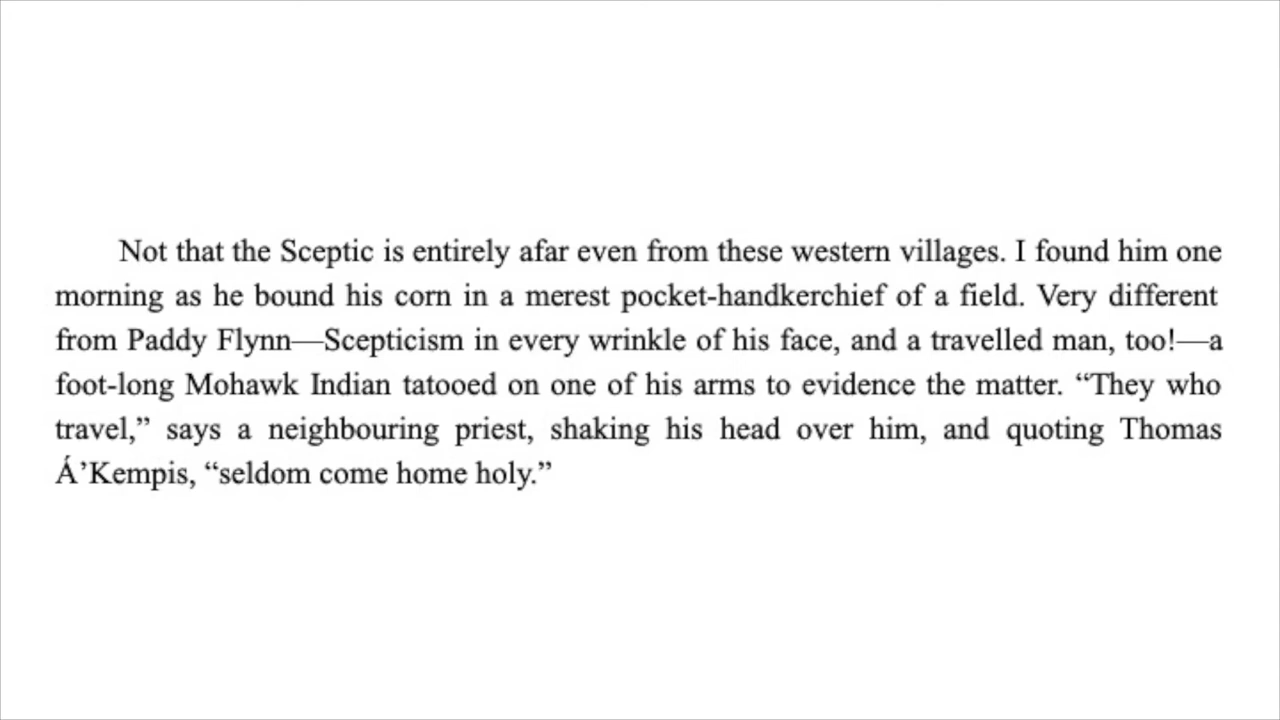 Not that the Sceptic is entirely afar even from these western villages. I found him one
morning as he bound his corn in a merest pocket-handkerchief of a field. Very different
from Paddy Flynn—Scepticism in every wrinkle of his face, and a travelled man, too!—a
foot-long Mohawk Indian tatooed on one of his arms to evidence the matter. “They who
travel,” says a neighbouring priest, shaking his head over him, and quoting Thomas
Á’Kempis, “seldom come home holy.”